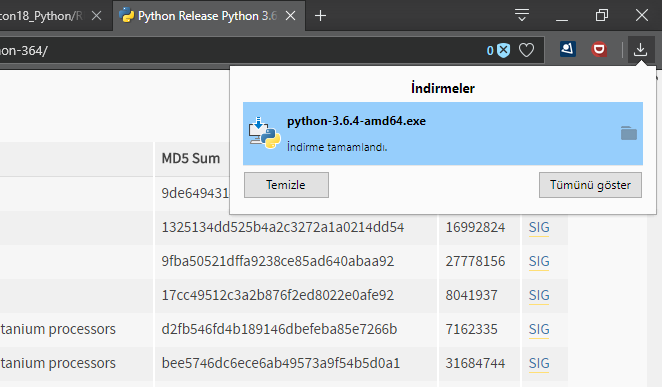 con18_Python/R
Python Release Python 3.6
hon-364/
0
İndirmeler
python-3.6.4-amd64.exe
İndirme tamamlandı.
Temizle
Tümünü göster
MD5 Sum
9de649431
1325134dd525b4a2c3272a1a0214dd54 16992824 SIG
9fba50521dffa9238ce85ad640abaa92 27778156 SIG
17cc49512c3a2b876f2ed8022e0afe92 8041937 SIG
tanium processors d2fb546fd4b189146dbefeba85e7266b 7162335 SIG
tanium processors bee5746dc6ece6ab49573a9f54b5d0a1 31684744 SIG